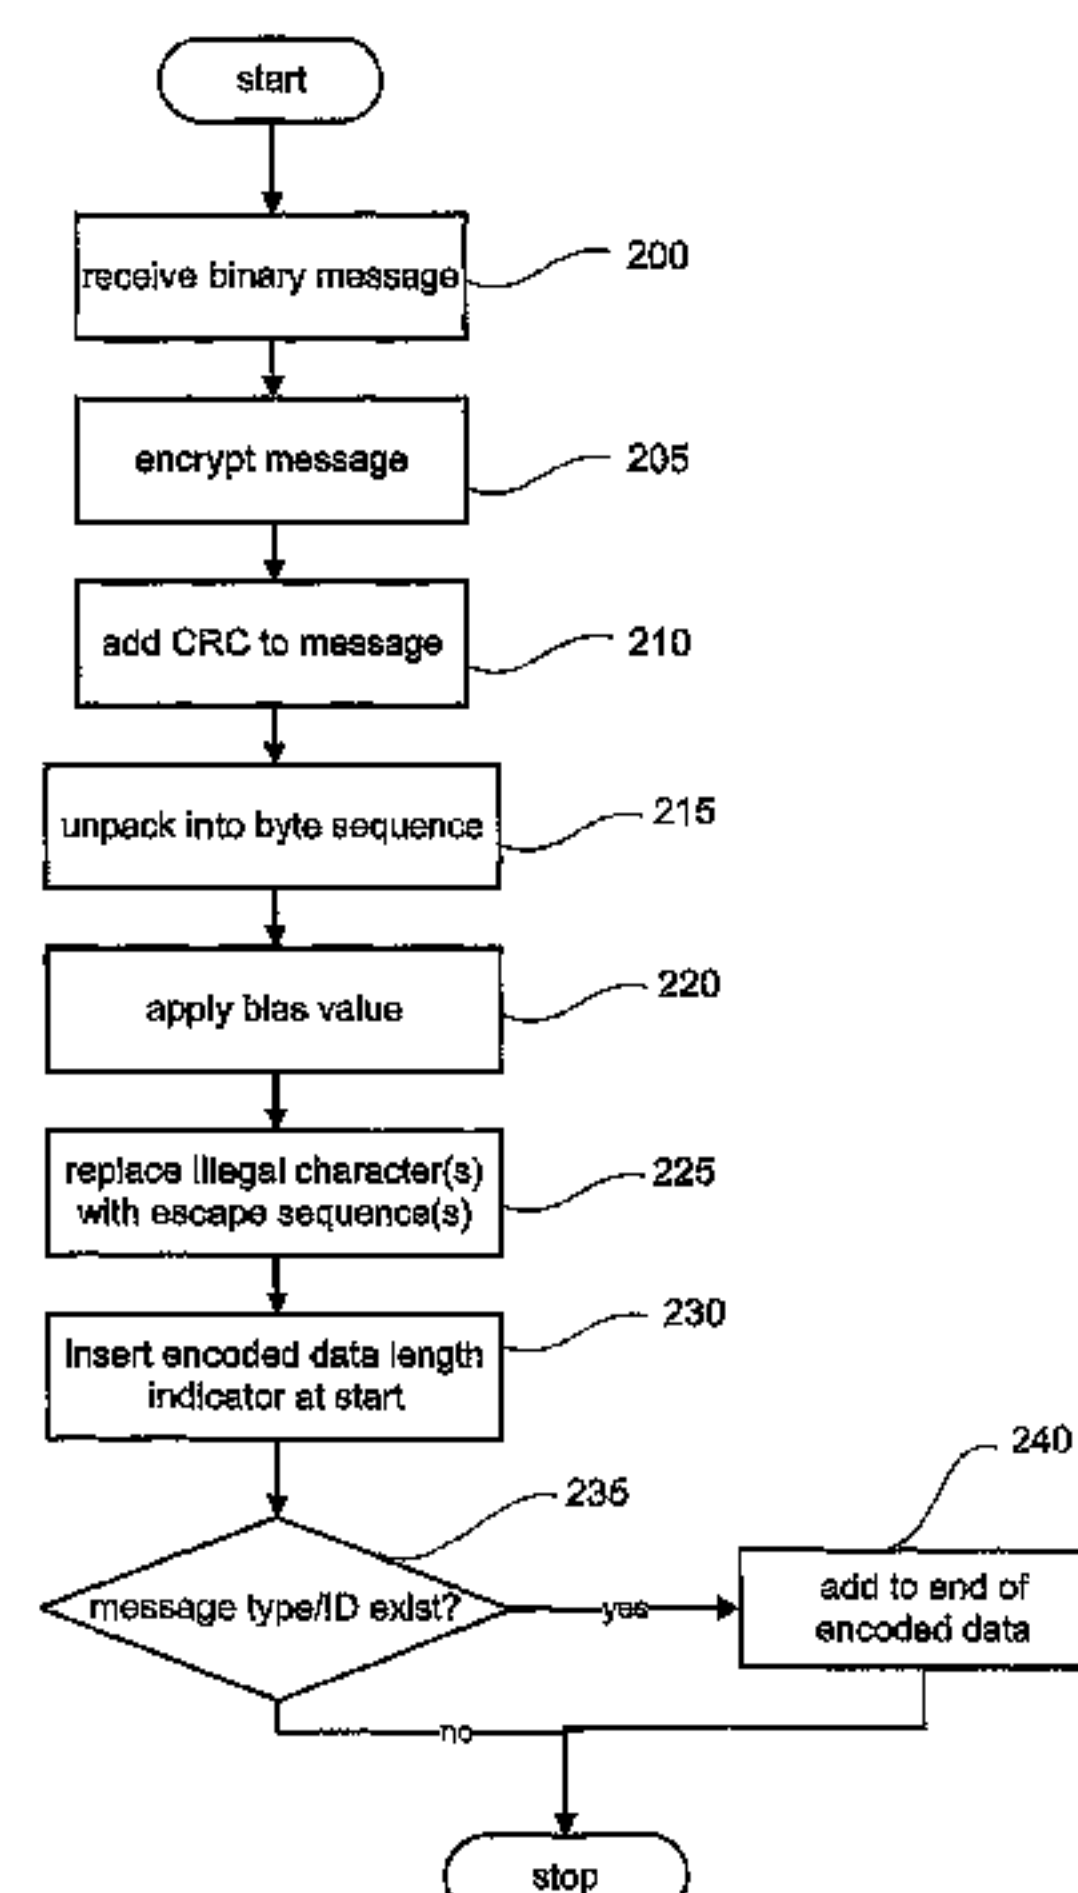 start
receive binary message
200
encrypt message
205
add CRC to message
210
unpack into byte sequence
215
apply bias value
220
replace illegal character(s)
with escape sequence(s)
225
Insert encoded data length
indicator at start
230
message type/ID exist?
235
yes
add to end of
encoded data
240
no
stop